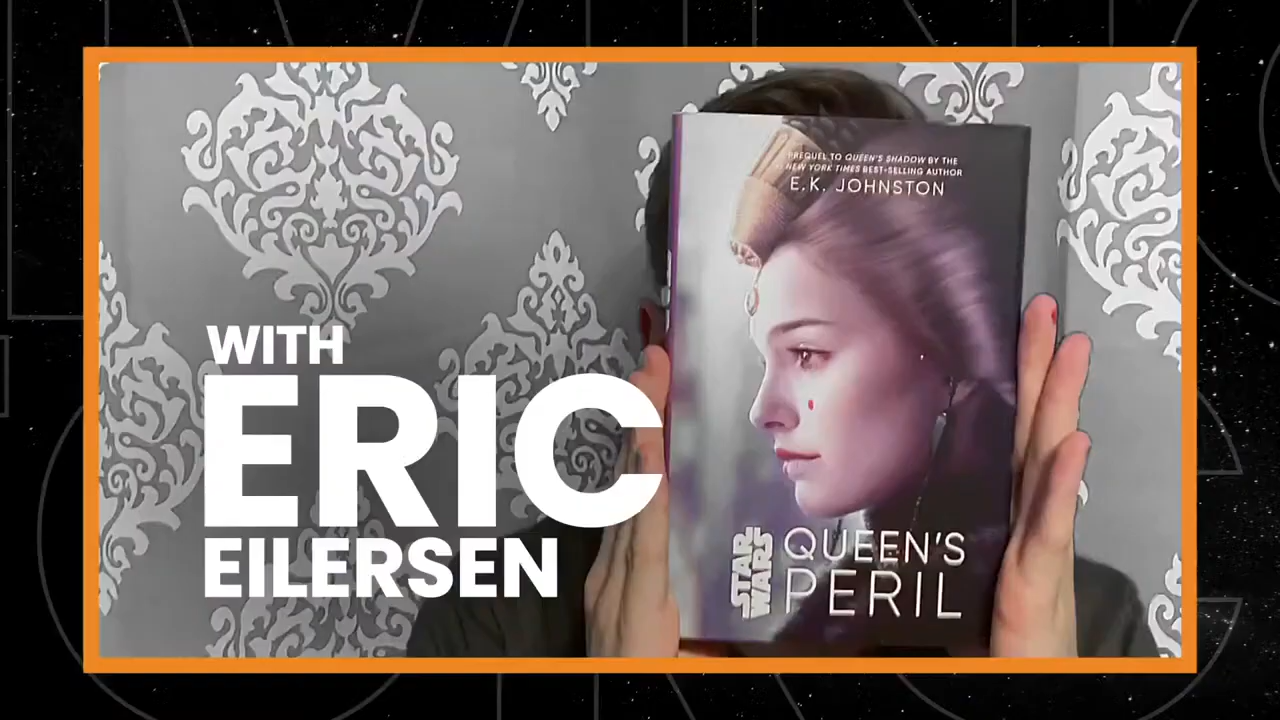 WITH
ERIC
EILERSEN
PREQUEL TO QUEEN'S SHADOW BY THE
NEW YORK TIMES BEST-SELLING AUTHOR
E.K. JOHNSTON
STAR
WARS
QUEEN'S
PERIL